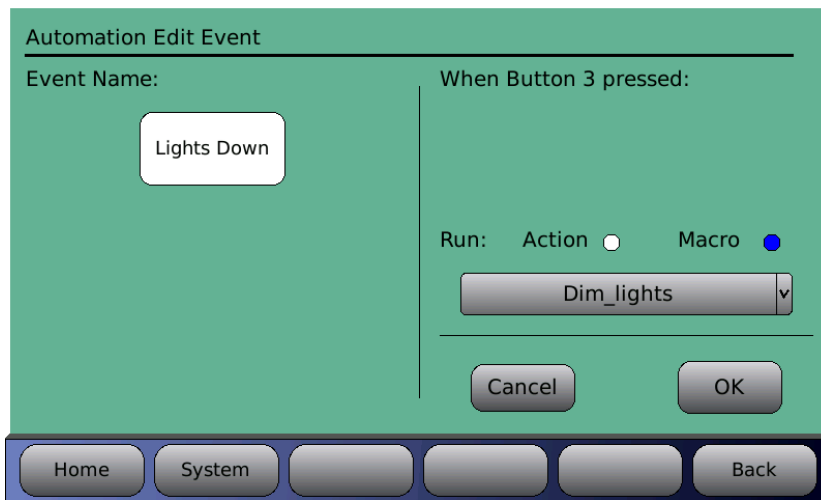 Automation Edit Event
Event Name:
Lights Down
When Button 3 pressed:
Run: Action Macro
Dim_lights
Cancel OK
Home System Back